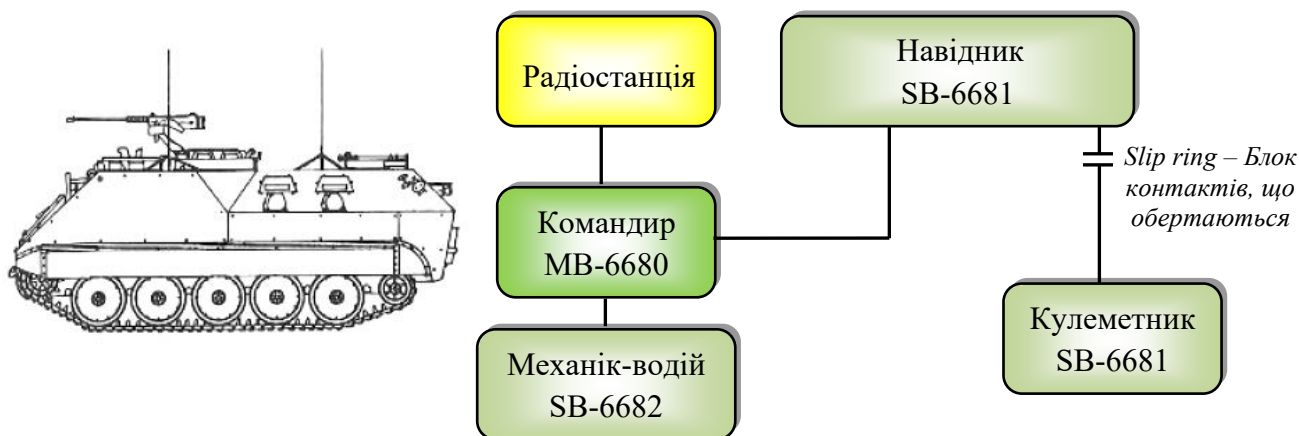 Радіостанція
Навідник
SB-6681
Slip ring – Блок
контактів, що
обертаються
Командир
МВ-6680
Кулеметник
SB-6681
Механік-водій
SB-6682